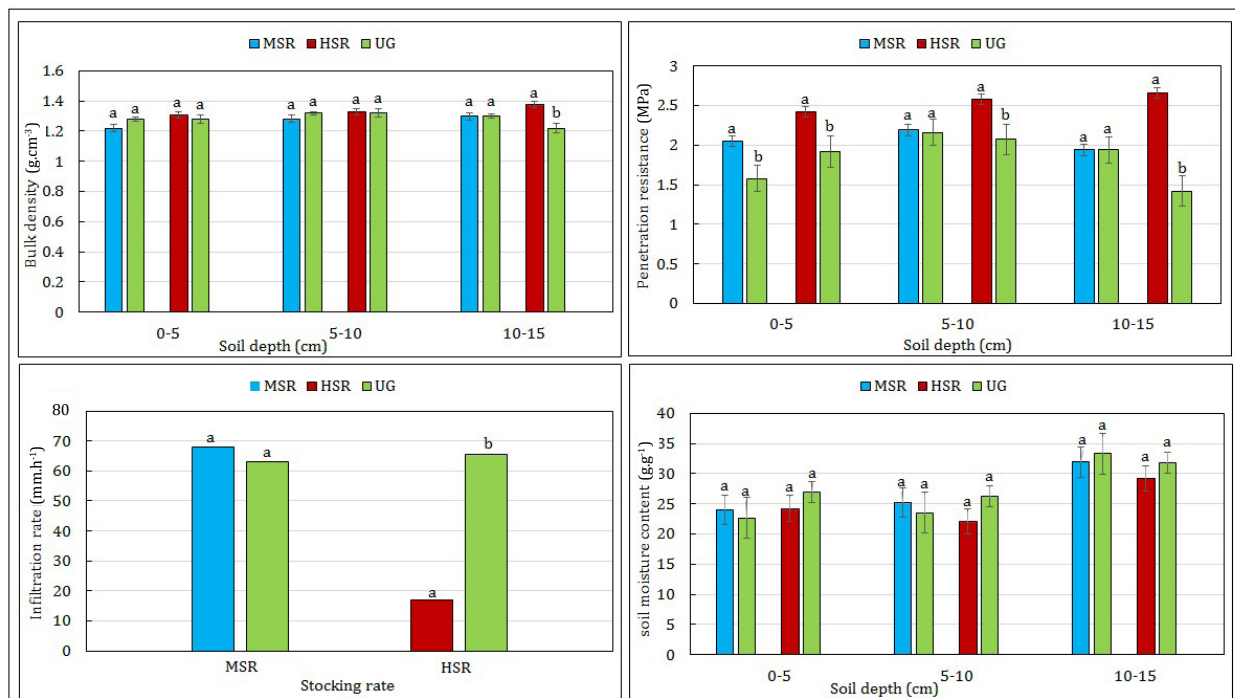 MSR HSR UG
Bulk density (g.cm-3)
1.6
1.4
1.2
1
0.8
0.6
0.4
0.2
0
a a a a a a a a a a a b
0-5 5-10 10-15
Soil depth (cm)
MSR HSR UG
Penetration resistance (MPa)
3
2.5
2
1.5
1
0.5
0
a b a b a a a b a a a b
0-5 5-10 10-15
Soil depth (cm)
MSR HSR UG
Infiltration rate (mm.h-1)
80
70
60
50
40
30
20
10
0
a a a b
MSR HSR
Stocking rate
MSR HSR UG
soil moisture content (g.g-1)
40
35
30
25
20
15
10
5
0
a a a a a a a a a a a a
0-5 5-10 10-15
Soil depth (cm)